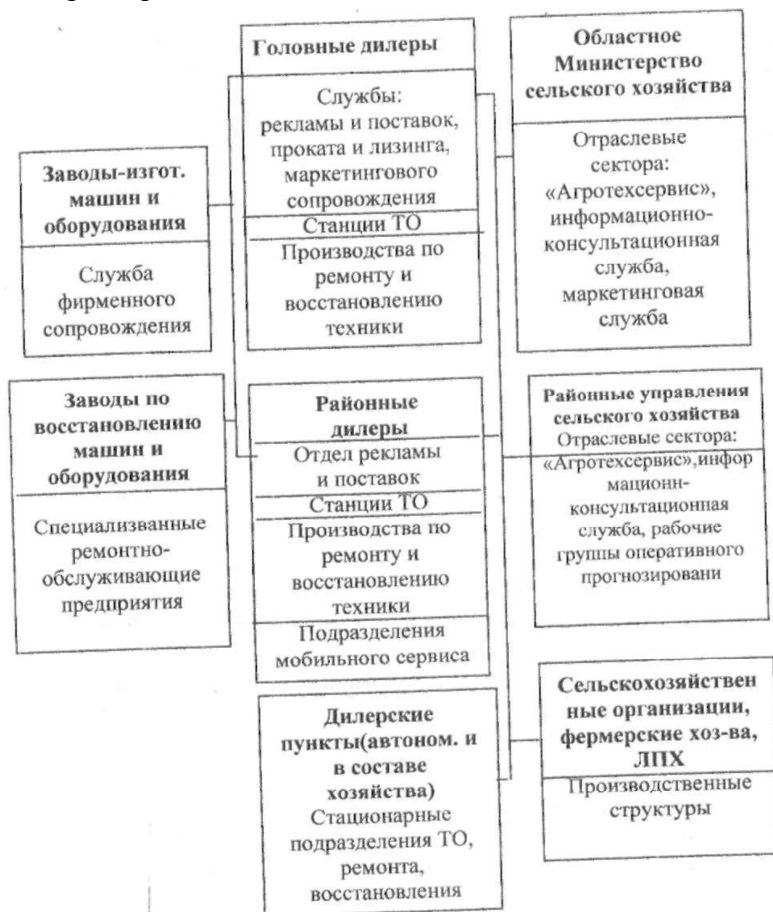 Головные дилеры
Службы:
рекламы и поставок,
проката и лизинга,
маркетингового
сопровождения
Станции ТО
Производства по
ремонту и
восстановлению
техники
Областное
Министерство
сельского хозяйства
Отраслевые
сектора:
«Агротехсервис»,
информационно-
консультационная
служба,
маркетинговая
служба
Заводы-изгот.
машин и
оборудования
Служба
фирменного
сопровождения
Заводы по
восстановлению
машин и
оборудования
Специализванные
ремонтно-
обслуживающие
предприятия
Районные
дилеры
Отдел рекламы
и поставок
Станции ТО
Производства по
ремонту и
восстановлению
техники
Подразделения
мобильного сервиса
Районные управления
сельского хозяйства
Отраслевые сектора:
«Агротехсервис»,инфор
мационн-
консультационная
служба, рабочие
группы оперативного
прогнозировани
Дилерские
пункты(автоном. и
в составе
хозяйства)
Стационарные
подразделения ТО,
ремонта,
восстановления
Сельскохозяйствен
ные организации,
фермерские хоз-ва,
ЛПХ
Производственные
структуры